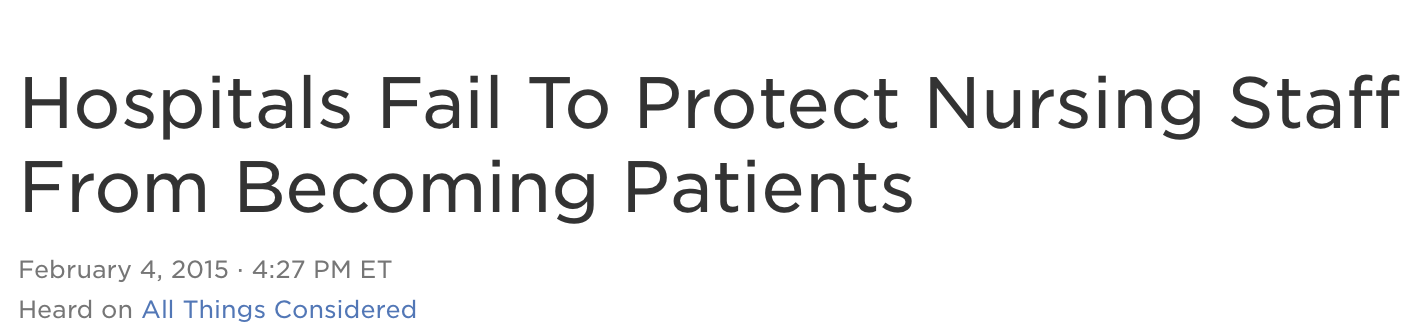 Hospitals Fail To Protect Nursing Staff
From Becoming Patients
February 4, 2015 · 4:27 PM ET
Heard on All Things Considered